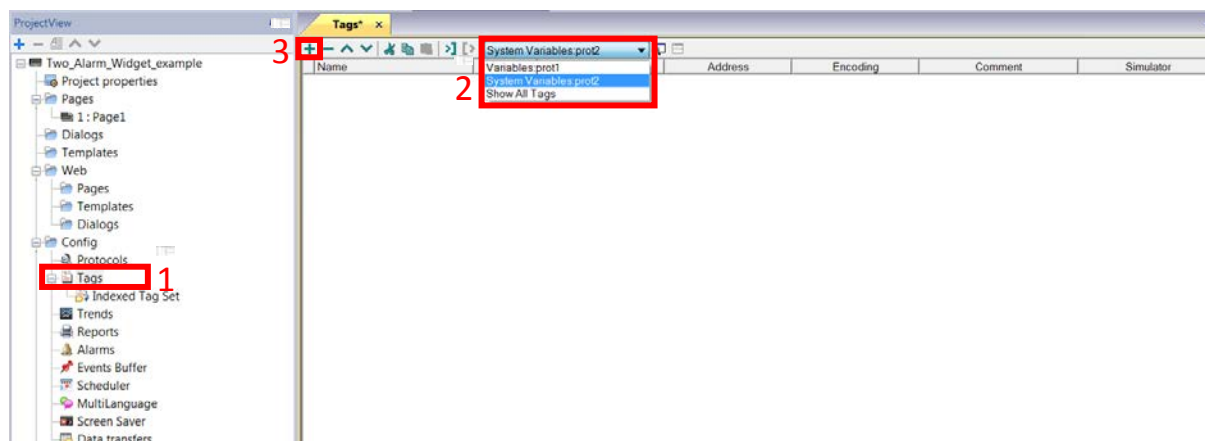 ProjectView
Two_Alarm_Widget_example
Project properties
Pages
1 : Page1
Dialogs
Templates
Web
Pages
Templates
Dialogs
Config
Protocols
Tags
1
Indexed Tag Set
Trends
Reports
Alarms
Events Buffer
Scheduler
MultiLanguage
Screen Saver
Data transfers
Tags* x
3
System Variables:prot2
Name Address Encoding Comment Simulator
2
Variables:prot1
System Variables:prot2
Show All Tags